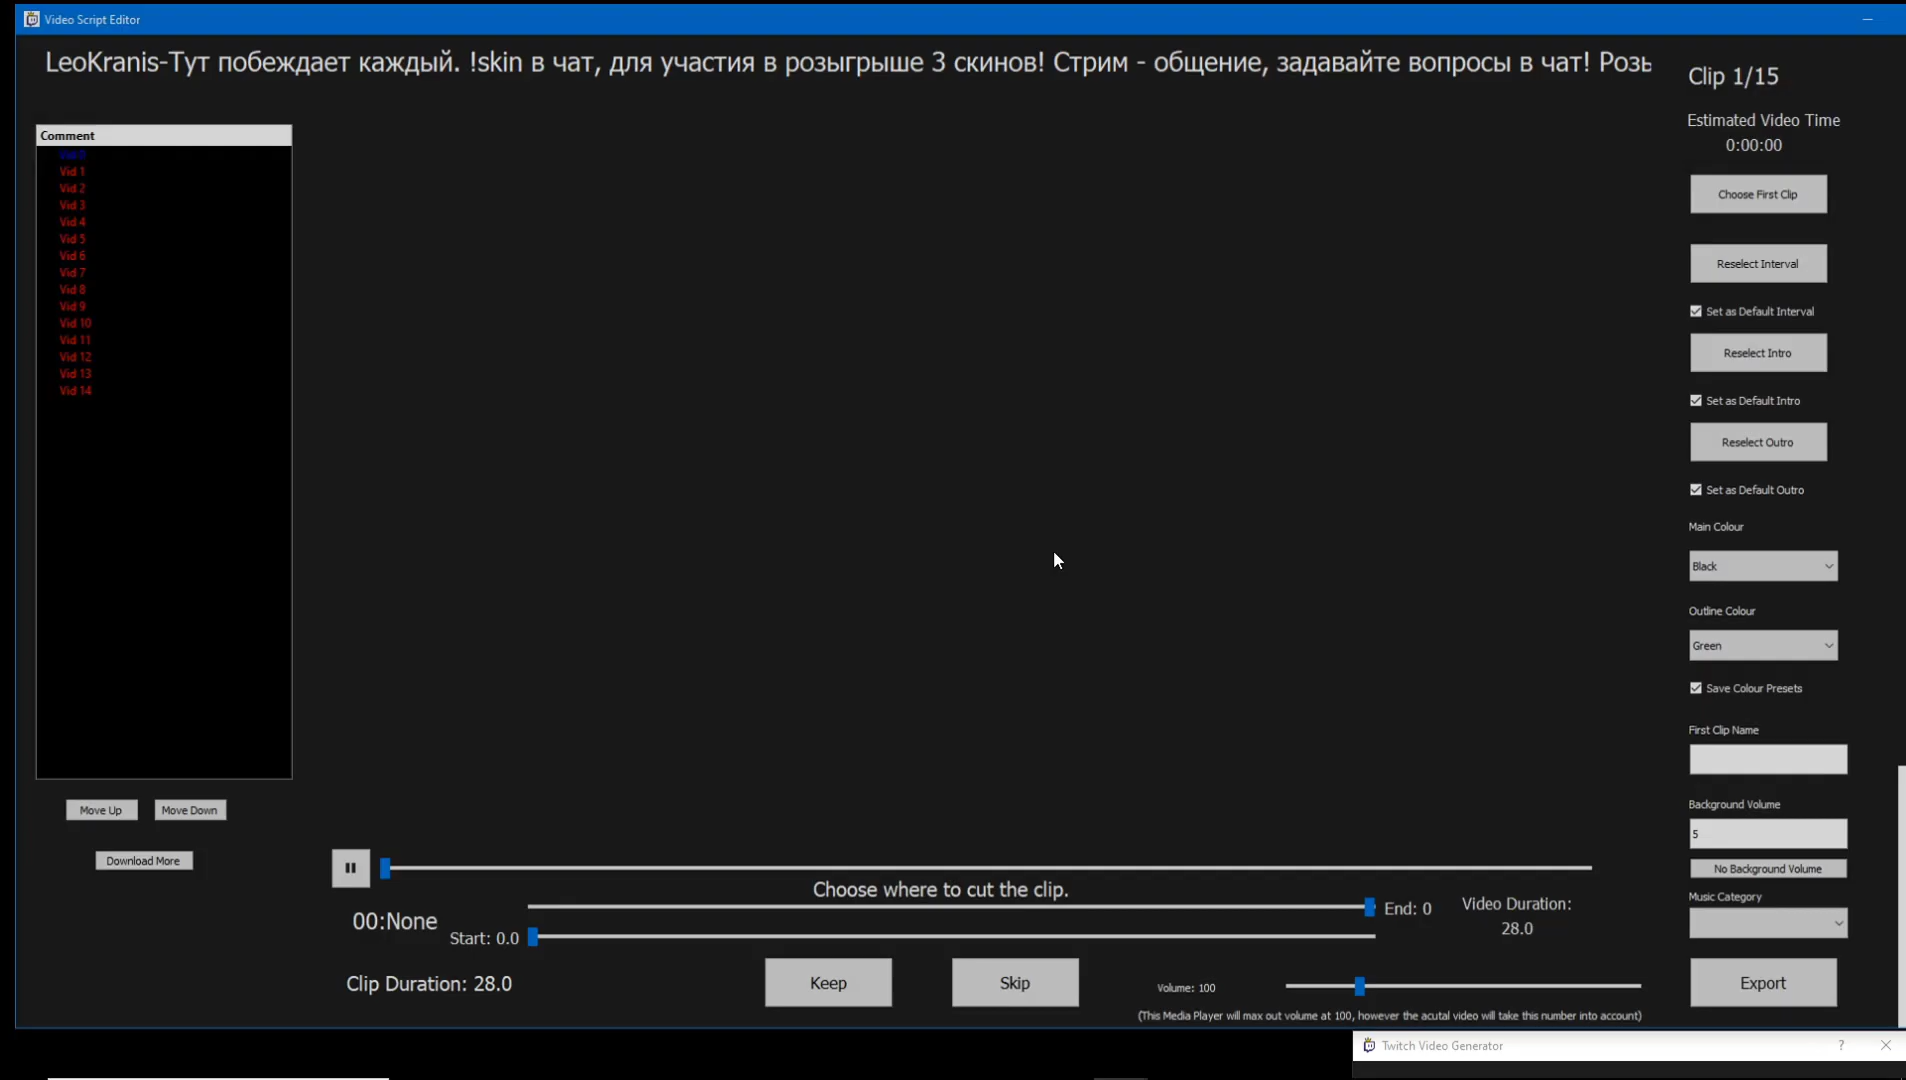 Video Script Editor
LeoKranis-Тут побеждает каждый. !skin в чат, для участия в розыгрыше 3 скинов! Стрим - общение, задавайте вопросы в чат! Розы
Clip 1/15
Estimated Video Time
0:00:00
Comment
Vid 0
Vid 1
Vid 2
Vid 3
Vid 4
Vid 5
Vid 6
Vid 7
Vid 8
Vid 9
Vid 10
Vid 11
Vid 12
Vid 13
Vid 14
Move Up
Move Down
Download More
Choose First Clip
Reselect Interval
Set as Default Interval
Reselect Intro
Set as Default Intro
Reselect Outro
Set as Default Outro
Main Colour
Black
Outline Colour
Green
Save Colour Presets
First Clip Name
Background Volume
5
No Background Volume
Music Category
Choose where to cut the clip.
00:None
End: 0
Start: 0.0
Video Duration:
28.0
Clip Duration: 28.0
Keep
Skip
Volume: 100
(This Media Player will max out volume at 100, however the acutal video will take this number into account)
Export
Twitch Video Generator
?